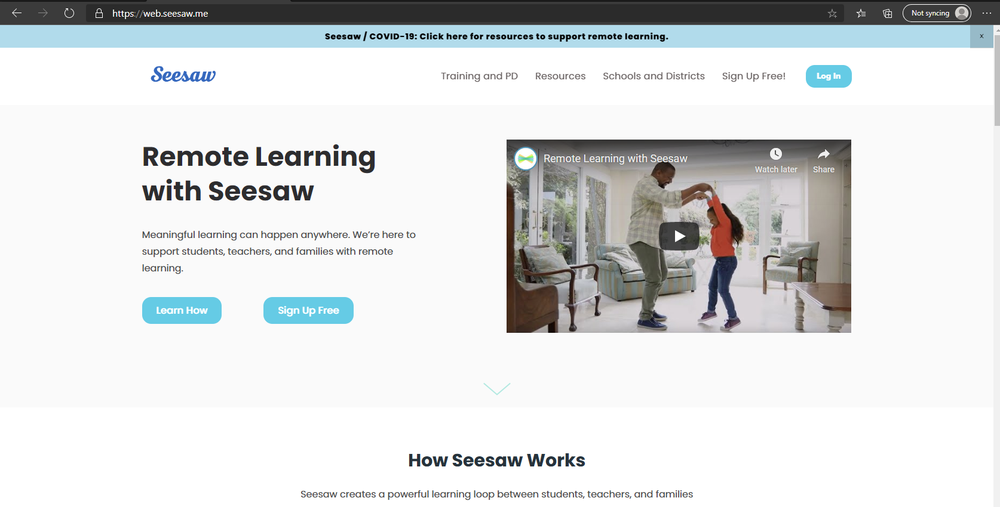 https://web.seesaw.me
Not syncing
Seesaw / COVID-19: Click here for resources to support remote learning.
x
Seesaw
Training and PD
Resources
Schools and Districts
Sign Up Free!
Log In
Remote Learning
with Seesaw
Meaningful learning can happen anywhere. We’re here to
support students, teachers, and families with remote
learning.
Learn How
Sign Up Free
Remote Learning with Seesaw
Watch later
Share
How Seesaw Works
Seesaw creates a powerful learning loop between students, teachers, and families